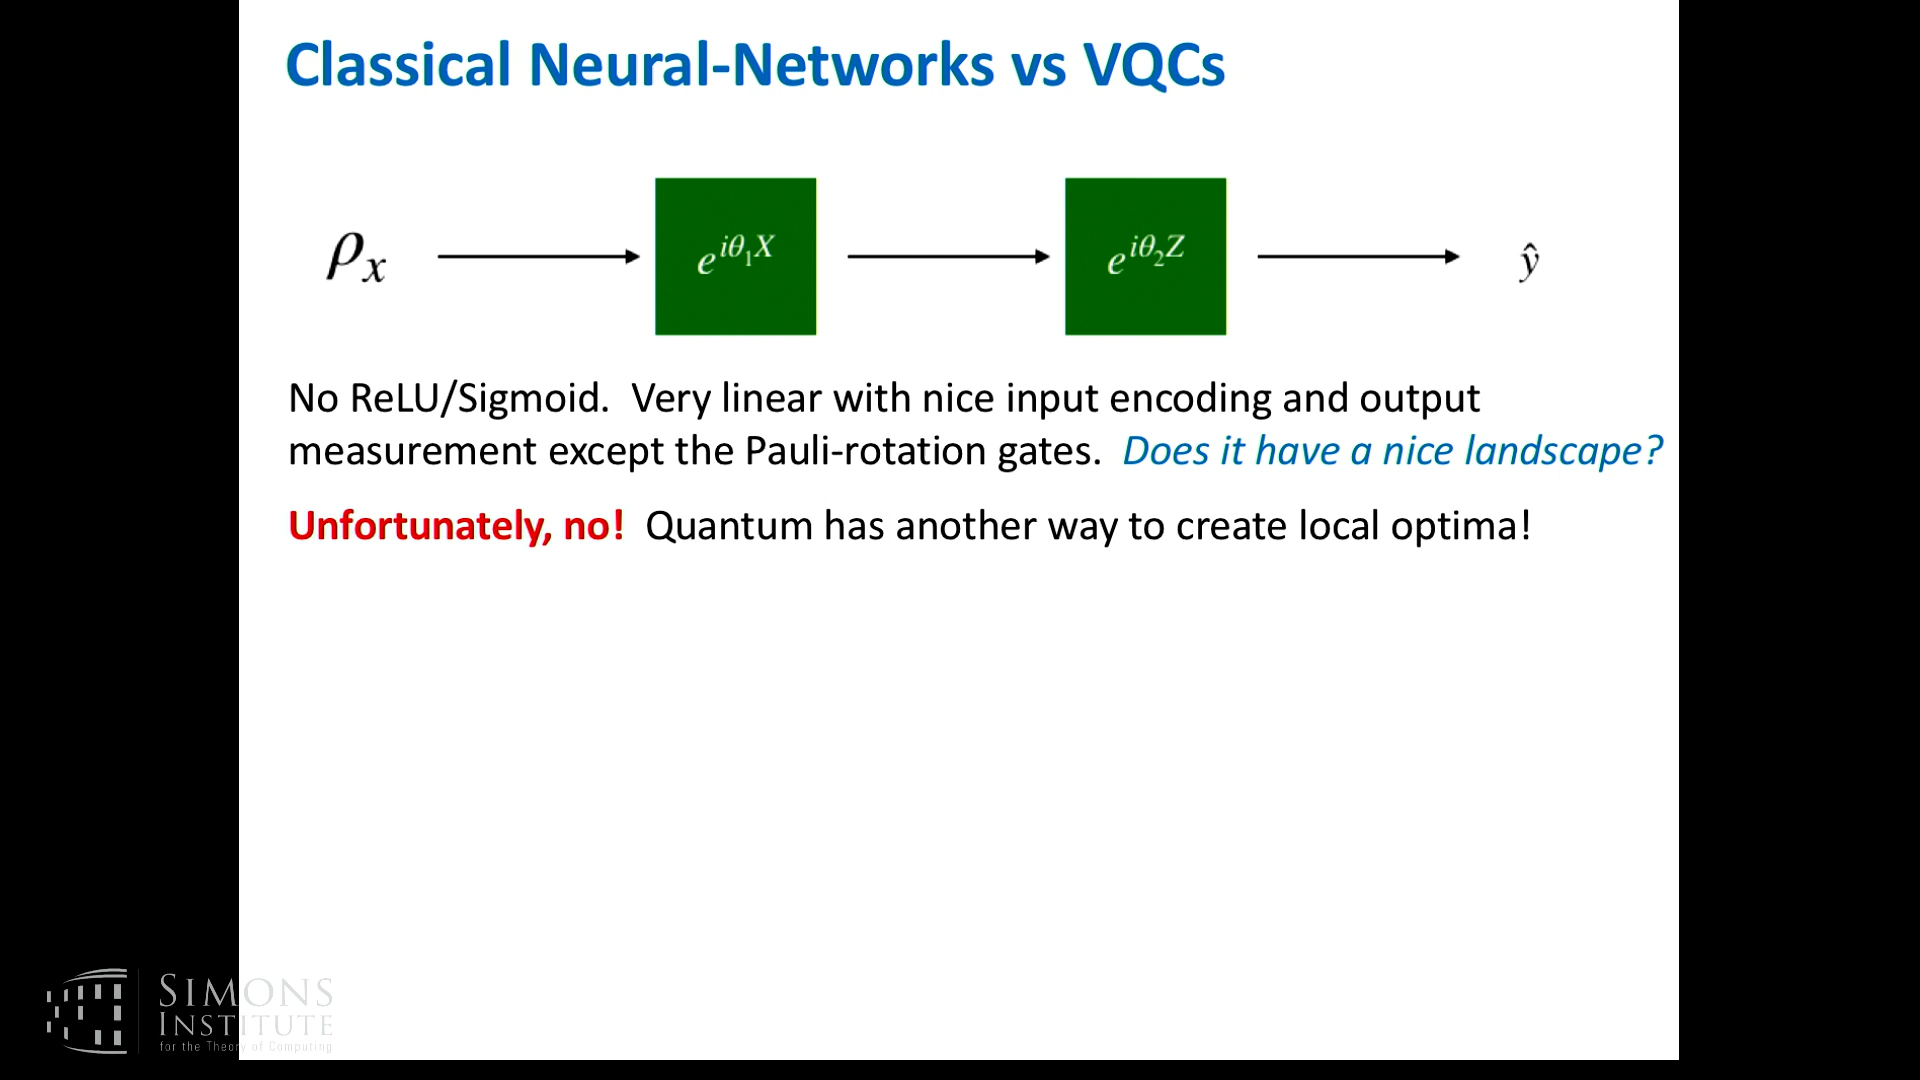 Classical Neural-Networks vs VQCs
ρₓ e^{iθ₁X} e^{iθ₂Z} ŷ
No ReLU/Sigmoid. Very linear with nice input encoding and output
measurement except the Pauli-rotation gates. Does it have a nice landscape?
Unfortunately, no! Quantum has another way to create local optima!
SIMONS
INSTITUTE
for the Theory of Computing